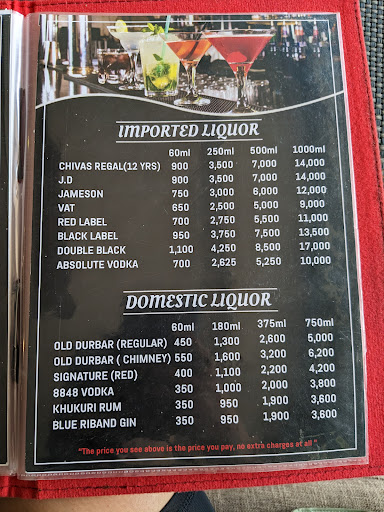 IMPORTED LIQUOR
60ml 250ml 500ml 1000ml
CHIVAS REGAL(12 YRS) 900 3,500 7,000 14,000
J.D 900 3,500 7,000 14,000
JAMESON 750 3,000 6,000 12,000
VAT 650 2,500 5,000 9,000
RED LABEL 700 2,750 5,500 11,000
BLACK LABEL 950 3,750 7,500 13,500
DOUBLE BLACK 1,100 4,250 8,500 17,000
ABSOLUTE VODKA 700 2,625 5,250 10,000
DOMESTIC LIQUOR
60ml 180ml 375ml 750ml
OLD DURBAR (REGULAR) 450 1,300 2,600 5,000
OLD DURBAR ( CHIMNEY) 550 1,600 3,200 6,200
SIGNATURE (RED) 400 1,100 2,200 4,200
8848 VODKA 350 1,000 2,000 3,800
KHUKURI RUM 350 950 1,900 3,600
BLUE RIBAND GIN 350 950 1,900 3,600
"The price you see above is the price you pay, no extra charges at all "